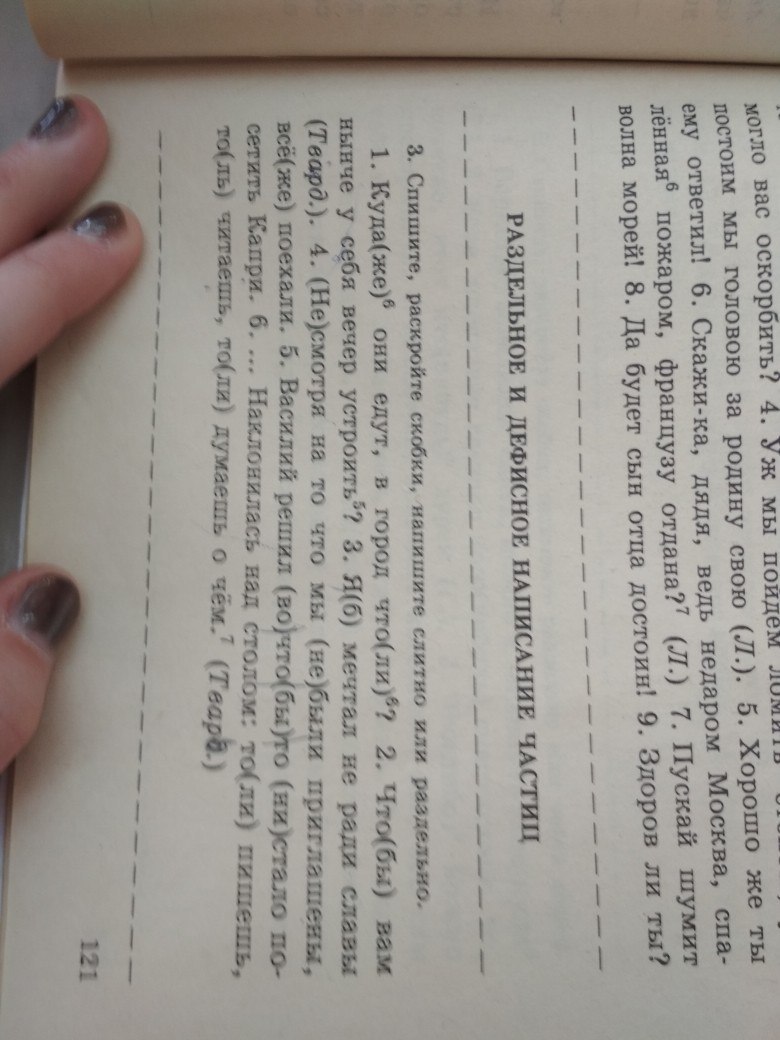 могло вас оскорбить? 4. Уж мы пойдем ломить
постоим мы головою за родину свою (Л.). 5. Хорошо же ты
ему ответил! 6. Скажи-ка, дядя, ведь недаром Москва, спа-
лённая⁶ пожаром, французу отдана?⁷ (Л.) 7. Пускай шумит
волна морей! 8. Да будет сын отца достоин! 9. Здоров ли ты?
РАЗДЕЛЬНОЕ И ДЕФИСНОЕ НАПИСАНИЕ ЧАСТИЦ
3. Спишите, раскройте скобки, напишите слитно или раздельно.
1. Куда(же)⁶ они едут, в город что(ли)⁶? 2. Что(бы) вам
нынче у себя вечер устроить⁵? 3. Я(б) мечтал не ради славы
(Твард.). 4. (Не)смотря на то что мы (не)были приглашены,
всё(же) поехали. 5. Василий решил (во)что(бы)то (ни)стало по-
сетить Капри. 6. ... Наклонилась над столом: то(ли) пишешь,
то(ль) читаешь, то(ли) думаешь о чём.⁷ (Твард.)
121